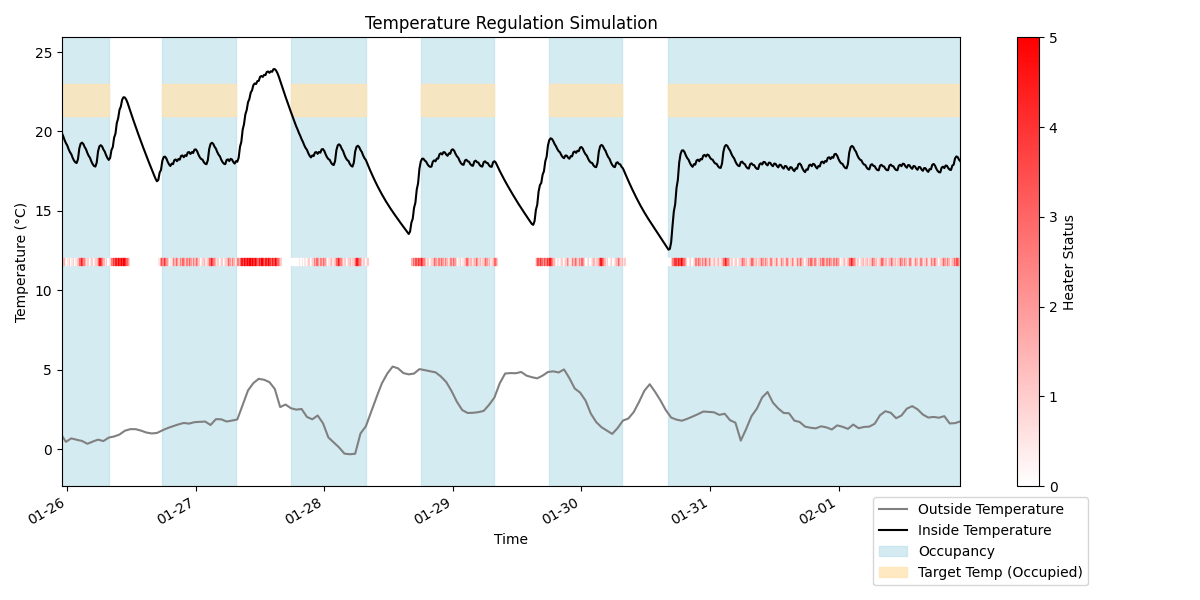 Temperature Regulation Simulation
25
20
15
10
5
0
Temperature (°C)
01-26
01-27
01-28
01-29
01-30
01-31
02-01
Time
5
4
3
2
1
0
Heater Status
Outside Temperature
Inside Temperature
Occupancy
Target Temp (Occupied)